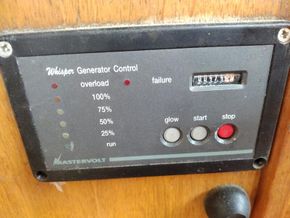 Whisper Generator Control
overload
failure
100%
75%
50%
25%
run
glow start stop
MASTERVOLT